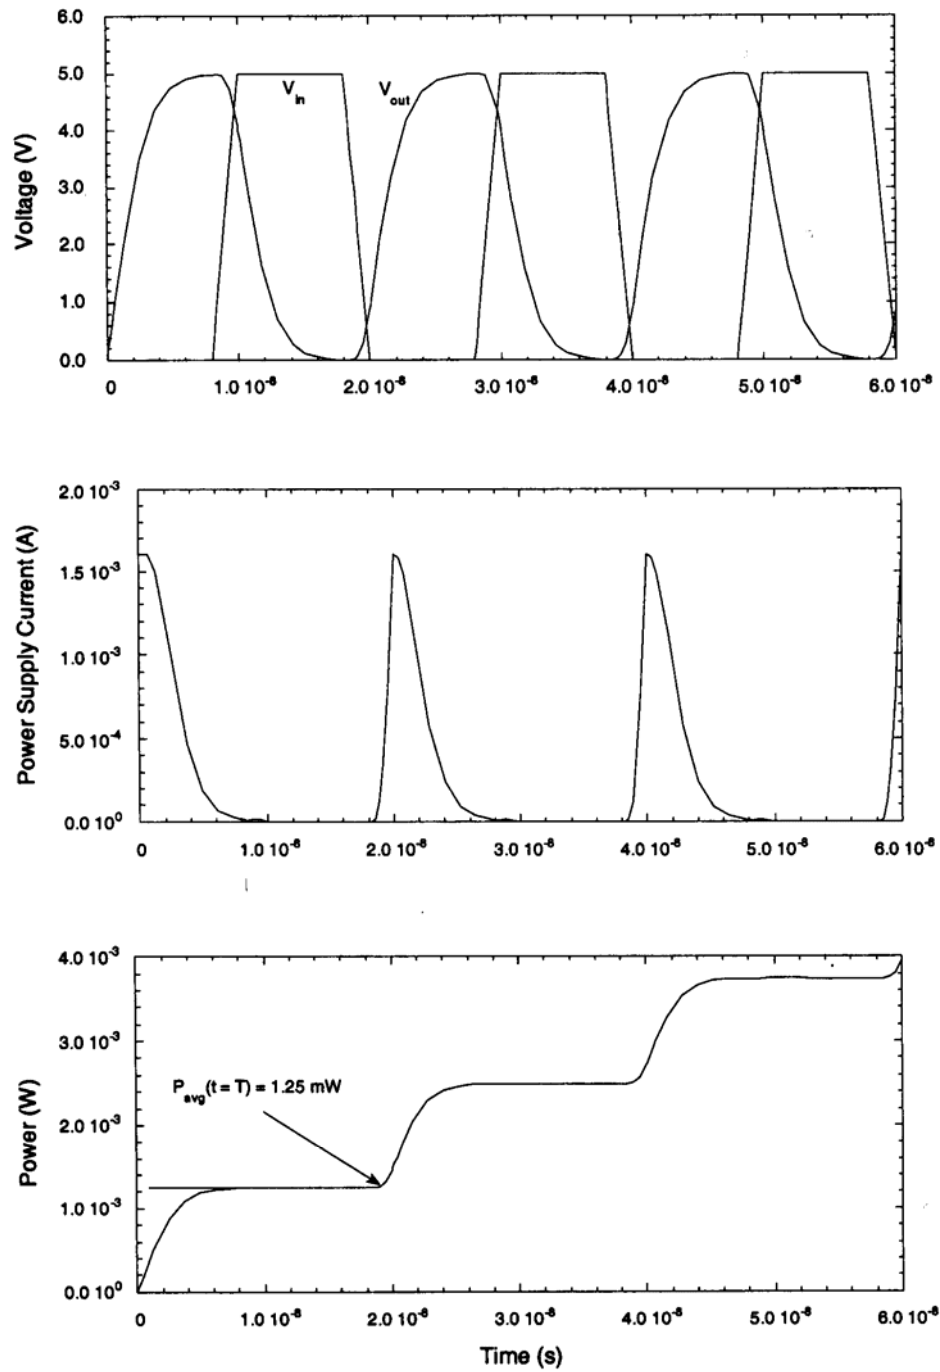 6.0
5.0
V_in V_out
4.0
Voltage (V)
3.0
2.0
1.0
0.0
0 1.0 10⁻⁸ 2.0 10⁻⁸ 3.0 10⁻⁸ 4.0 10⁻⁸ 5.0 10⁻⁸ 6.0 10⁻⁸
2.0 10⁻³
Power Supply Current (A)
1.5 10⁻³
1.0 10⁻³
5.0 10⁻⁴
0.0 10⁰
0 1.0 10⁻⁸ 2.0 10⁻⁸ 3.0 10⁻⁸ 4.0 10⁻⁸ 5.0 10⁻⁸ 6.0 10⁻⁸
4.0 10⁻³
3.0 10⁻³
P_avg(t = T) = 1.25 mW
Power (W)
2.0 10⁻³
1.0 10⁻³
0.0 10⁰
0 1.0 10⁻⁸ 2.0 10⁻⁸ 3.0 10⁻⁸ 4.0 10⁻⁸ 5.0 10⁻⁸ 6.0 10⁻⁸
Time (s)